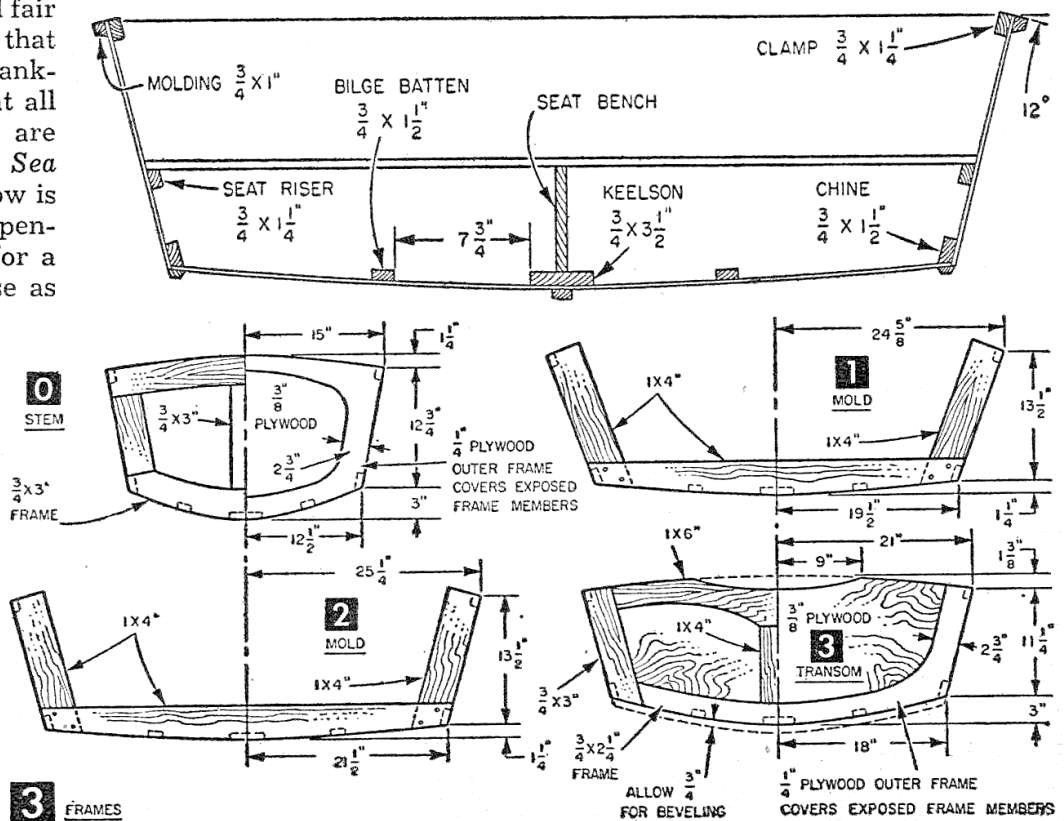 l fair
that
ank-
t all
are
Sea
ow is
pen-
or a
se as
MOLDING 3/4 X 1"
BILGE BATTEN
3/4 X 1 1/2"
SEAT BENCH
CLAMP 3/4 X 1 1/4"
12°
SEAT RISER
3/4 X 1 1/4"
7 3/4"
KEELSON
3/4 X 3 1/2"
CHINE
3/4 X 1 1/2"
0
STEM
15"
1 1/4"
3/4 X 3"
3/8"
PLYWOOD
2 3/4"
12 3/4"
1/4" PLYWOOD
OUTER FRAME
COVERS EXPOSED
FRAME MEMBERS
3/4 X 3"
FRAME
3"
12 1/2"
1
MOLD
24 5/8"
1X4"
1X4"
13 1/2"
19 1/2"
1 1/4"
2
MOLD
25 1/4"
1X4"
1X4"
13 1/2"
21 1/2"
1 1/4"
1X6"
21"
9"
1 3/8"
1X4"
3/8" PLYWOOD
3
TRANSOM
2 3/4"
11 1/4"
3/4 X 3"
3/4 X 2 1/4"
FRAME
3"
18"
ALLOW 3/4"
FOR BEVELING
1/4" PLYWOOD OUTER FRAME
COVERS EXPOSED FRAME MEMBERS
3 FRAMES